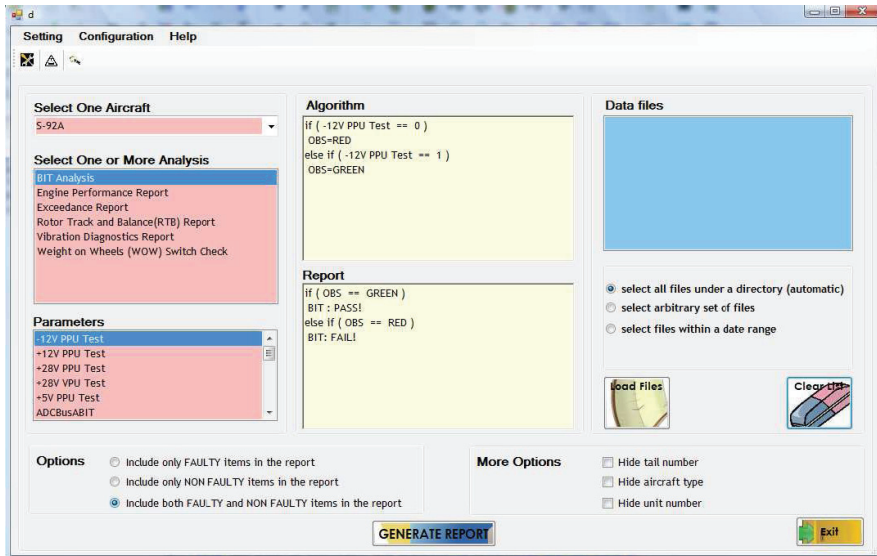 d
Setting Configuration Help
Select One Aircraft
S-92A
Select One or More Analysis
BIT Analysis
Engine Performance Report
Exceedance Report
Rotor Track and Balance(RTB) Report
Vibration Diagnostics Report
Weight on Wheels (WOW) Switch Check
Parameters
-12V PPU Test
+12V PPU Test
+28V PPU Test
+28V VPU Test
+5V PPU Test
ADCBusABIT
Algorithm
if ( -12V PPU Test == 0 )
OBS=RED
else if ( -12V PPU Test == 1 )
OBS=GREEN
Report
if ( OBS == GREEN )
BIT : PASS!
else if ( OBS == RED )
BIT: FAIL!
Data files
select all files under a directory (automatic)
select arbitrary set of files
select files within a date range
Load Files
Clear List
Options
Include only FAULTY items in the report
Include only NON FAULTY items in the report
Include both FAULTY and NON FAULTY items in the report
More Options
Hide tail number
Hide aircraft type
Hide unit number
GENERATE REPORT
Exit